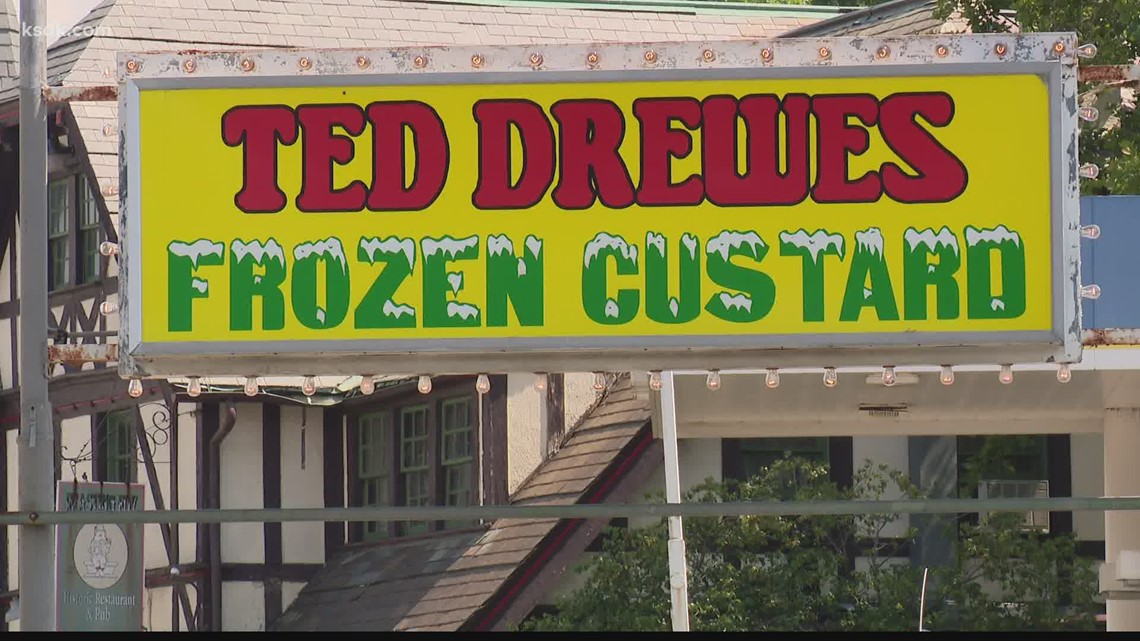 ksdk.com
TED DREWES
FROZEN CUSTARD
Historic Restaurant
& Pub